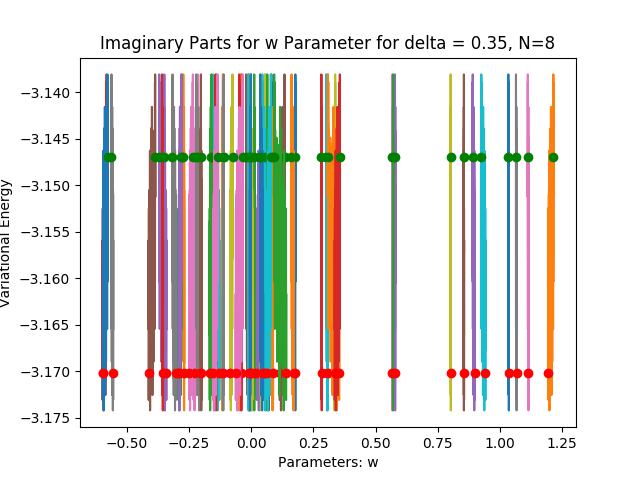 Imaginary Parts for w Parameter for delta = 0.35, N=8
Variational Energy
−3.140
−3.145
−3.150
−3.155
−3.160
−3.165
−3.170
−3.175
−0.50 −0.25 0.00 0.25 0.50 0.75 1.00 1.25
Parameters: w